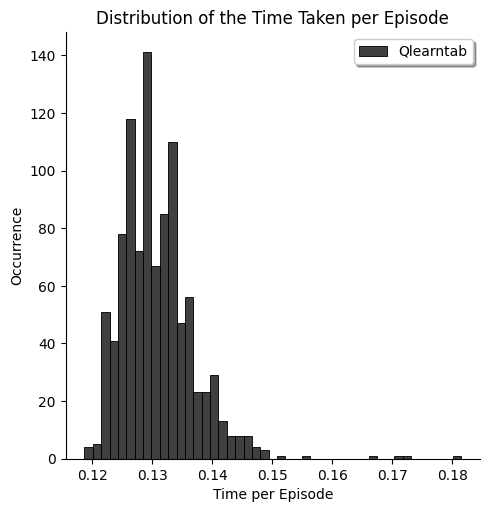 Distribution of the Time Taken per Episode
Qlearntab
140
120
100
80
60
40
20
0
Occurrence
0.12 0.13 0.14 0.15 0.16 0.17 0.18
Time per Episode